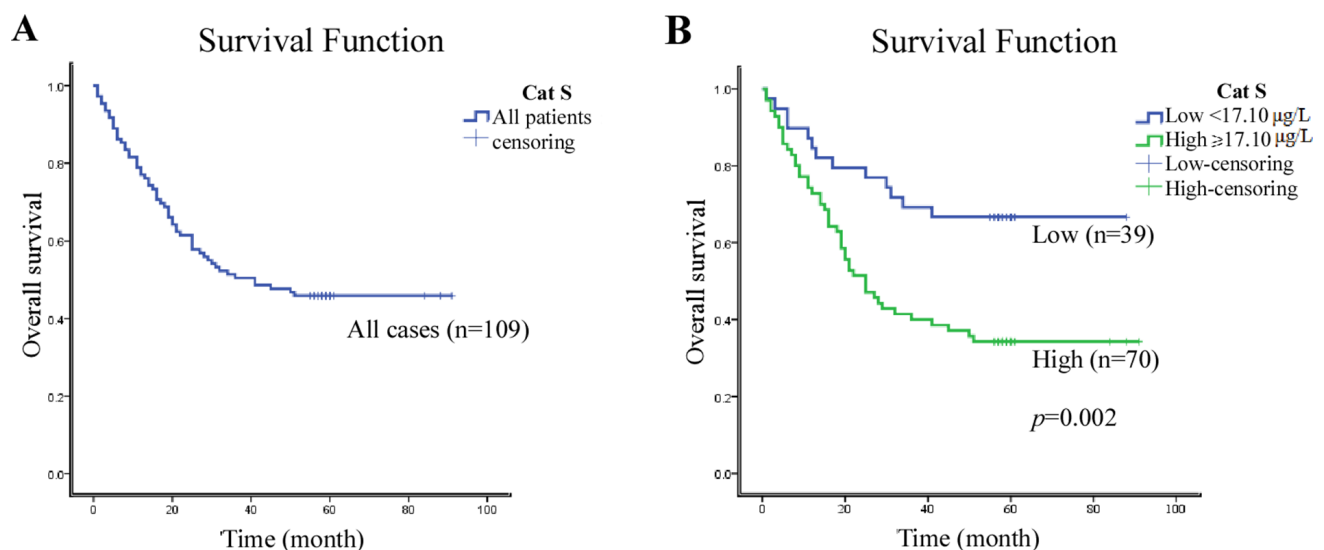 A
Survival Function
Cat S
All patients
censoring
1.0
0.8
0.6
0.4
0.2
0.0
Overall survival
All cases (n=109)
0 20 40 60 80 100
Time (month)
B
Survival Function
Cat S
Low <17.10 μg/L
High ≥17.10 μg/L
Low-censoring
High-censoring
1.0
0.8
0.6
0.4
0.2
0.0
Overall survival
Low (n=39)
High (n=70)
p=0.002
0 20 40 60 80 100
Time (month)